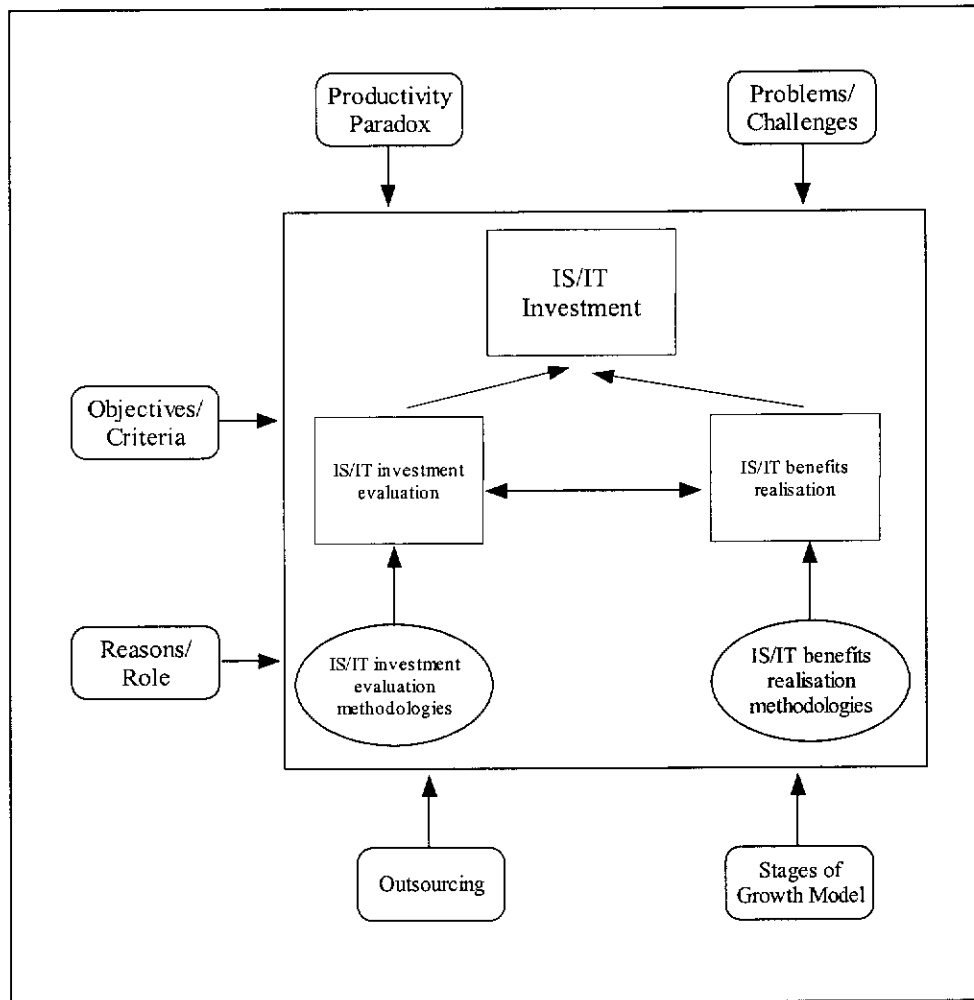 Productivity
Paradox
Problems/
Challenges
IS/IT
Investment
Objectives/
Criteria
IS/IT investment
evaluation
IS/IT benefits
realisation
Reasons/
Role
IS/IT investment
evaluation
methodologies
IS/IT benefits
realisation
methodologies
Outsourcing
Stages of
Growth Model